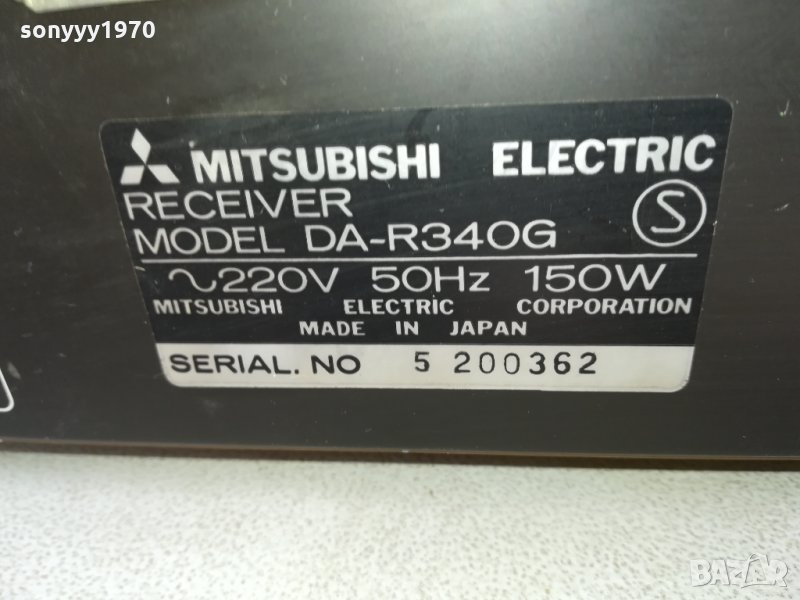 sonyyy1970
MITSUBISHI ELECTRIC
RECEIVER
MODEL DA-R340G
S
~220V 50Hz 150W
MITSUBISHI ELECTRIC CORPORATION
MADE IN JAPAN
SERIAL. NO 5 200362
BAZAR